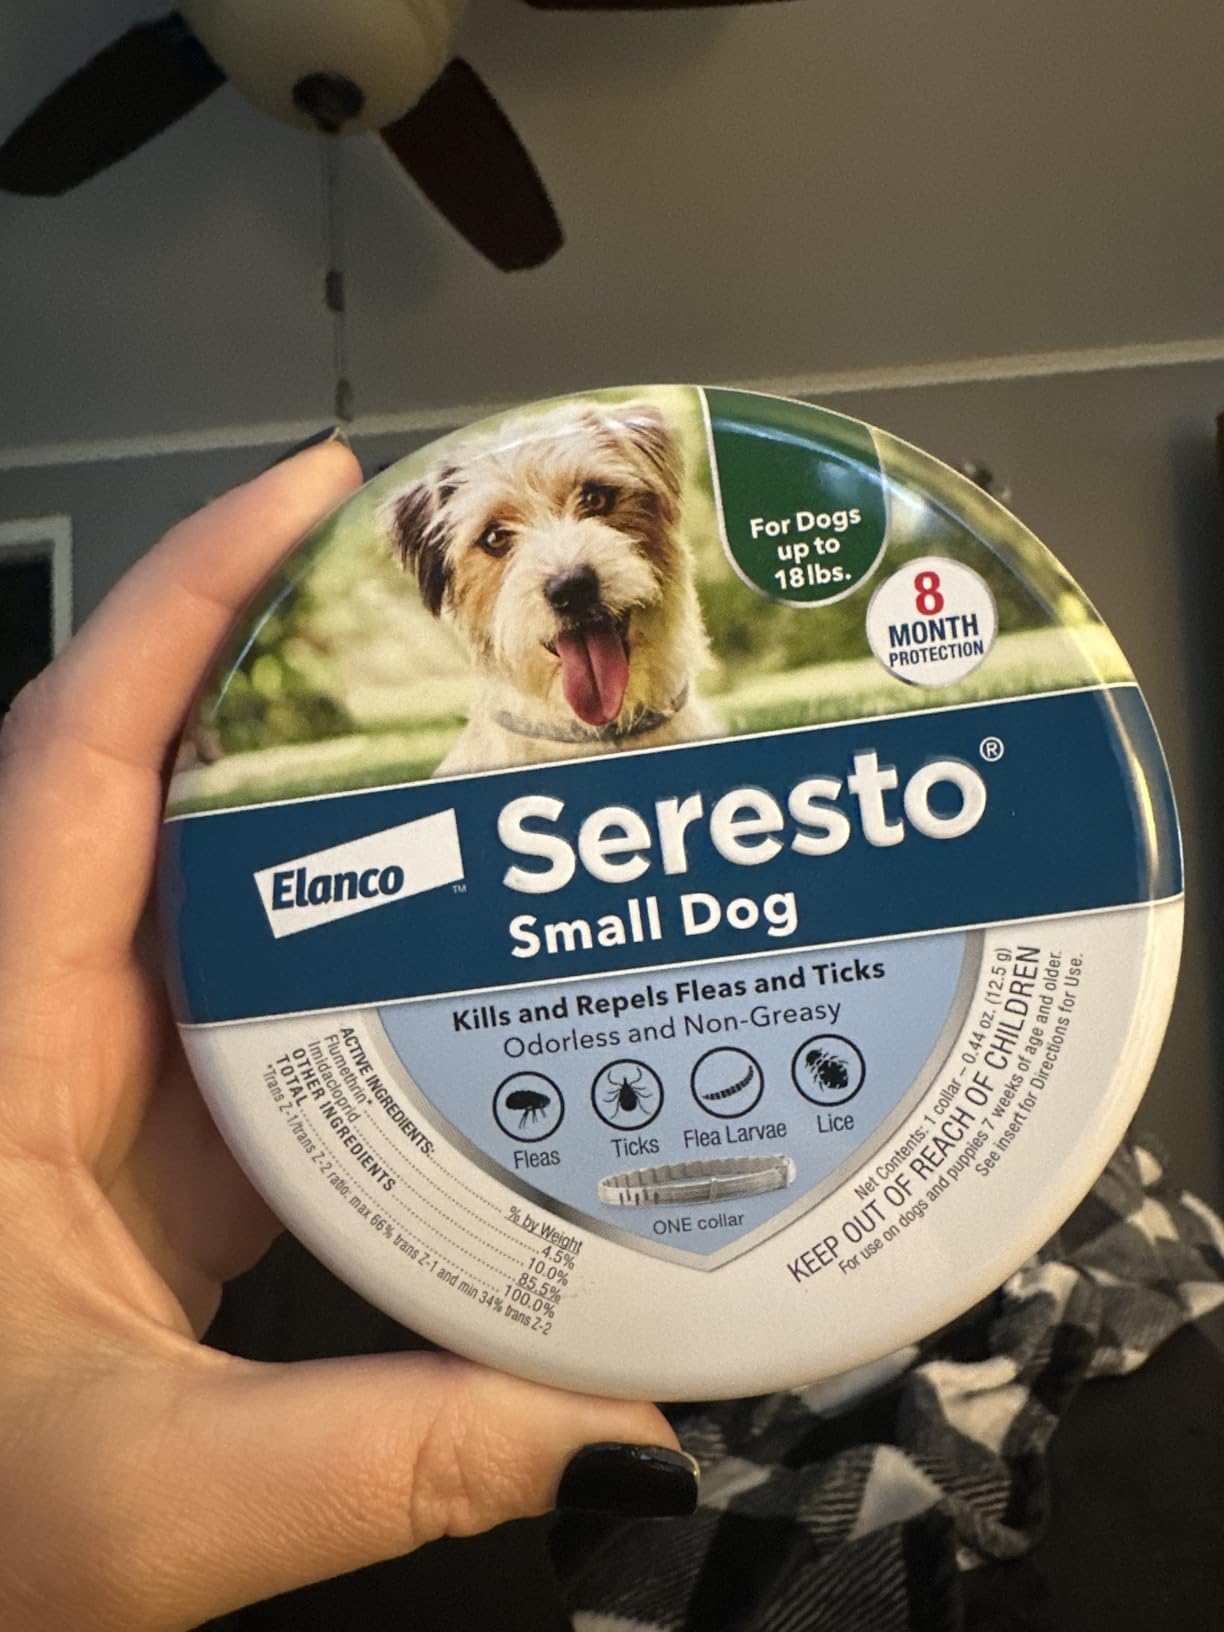 For Dogs
up to
18 lbs.
8
MONTH
PROTECTION
Elanco™
Seresto®
Small Dog
Kills and Repels Fleas and Ticks
Odorless and Non-Greasy
Fleas
Ticks
Flea Larvae
Lice
ONE collar
ACTIVE INGREDIENTS: % by Weight
Flumethrin* 4.5%
Imidacloprid 10.0%
OTHER INGREDIENTS 85.5%
TOTAL 100.0%
*Trans Z-1/trans Z-2 ratio: max 66% trans Z-1 and min 34% trans Z-2
Net Contents: 1 collar – 0.44 oz. (12.5 g)
KEEP OUT OF REACH OF CHILDREN
For use on dogs and puppies 7 weeks of age and older.
See insert for Directions for Use.